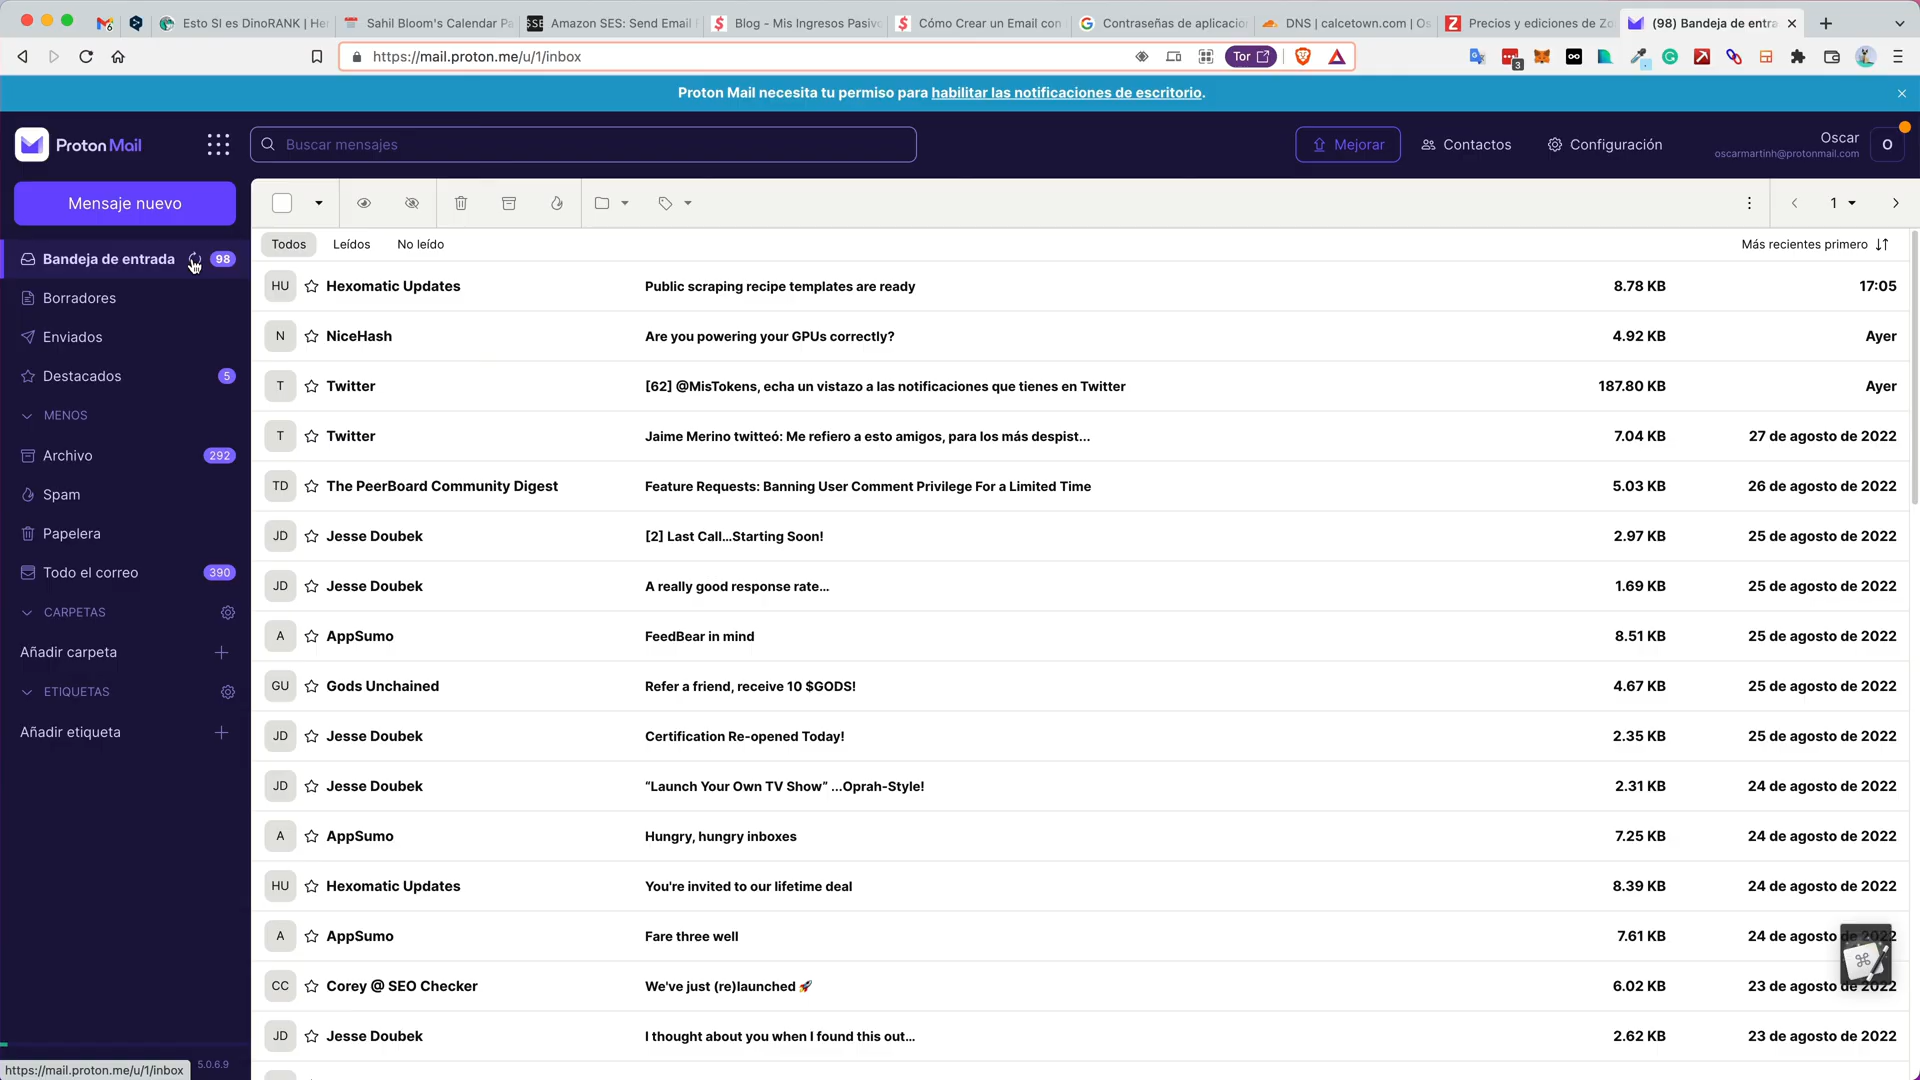 Esto SI es DinoRANK | He
Sahil Bloom's Calendar Pa
Amazon SES: Send Email
Blog - Mis Ingresos Pasivo
Cómo Crear un Email con
Contraseñas de aplicacio
DNS | calcetown.com | Os
Precios y ediciones de Zo
(98) Bandeja de entra
https://mail.proton.me/u/1/inbox
Tor
3
Proton Mail necesita tu permiso para habilitar las notificaciones de escritorio.
Proton Mail
Buscar mensajes
Mejorar
Contactos
Configuración
Oscar
oscarmartinh@protonmail.com
O
Mensaje nuevo
1
Bandeja de entrada 98
Borradores
Enviados
Destacados 5
MENOS
Archivo 292
Spam
Papelera
Todo el correo 390
CARPETAS
Añadir carpeta
ETIQUETAS
Añadir etiqueta
Todos Leídos No leído Más recientes primero
HU Hexomatic Updates Public scraping recipe templates are ready 8.78 KB 17:05
N NiceHash Are you powering your GPUs correctly? 4.92 KB Ayer
T Twitter [62] @MisTokens, echa un vistazo a las notificaciones que tienes en Twitter 187.80 KB Ayer
T Twitter Jaime Merino twitteó: Me refiero a esto amigos, para los más despist... 7.04 KB 27 de agosto de 2022
TD The PeerBoard Community Digest Feature Requests: Banning User Comment Privilege For a Limited Time 5.03 KB 26 de agosto de 2022
JD Jesse Doubek [2] Last Call...Starting Soon! 2.97 KB 25 de agosto de 2022
JD Jesse Doubek A really good response rate... 1.69 KB 25 de agosto de 2022
A AppSumo FeedBear in mind 8.51 KB 25 de agosto de 2022
GU Gods Unchained Refer a friend, receive 10 $GODS! 4.67 KB 25 de agosto de 2022
JD Jesse Doubek Certification Re-opened Today! 2.35 KB 25 de agosto de 2022
JD Jesse Doubek “Launch Your Own TV Show” ...Oprah-Style! 2.31 KB 24 de agosto de 2022
A AppSumo Hungry, hungry inboxes 7.25 KB 24 de agosto de 2022
HU Hexomatic Updates You're invited to our lifetime deal 8.39 KB 24 de agosto de 2022
A AppSumo Fare three well 7.61 KB 24 de agosto de 2022
CC Corey @ SEO Checker We've just (re)launched 🚀 6.02 KB 23 de agosto de 2022
JD Jesse Doubek I thought about you when I found this out... 2.62 KB 23 de agosto de 2022
https://mail.proton.me/u/1/inbox
5.0.6.9